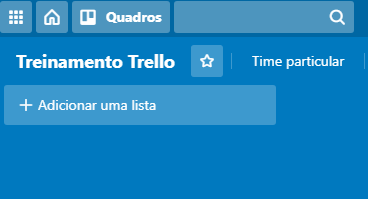 Quadros
Treinamento Trello
Time particular
+ Adicionar uma lista